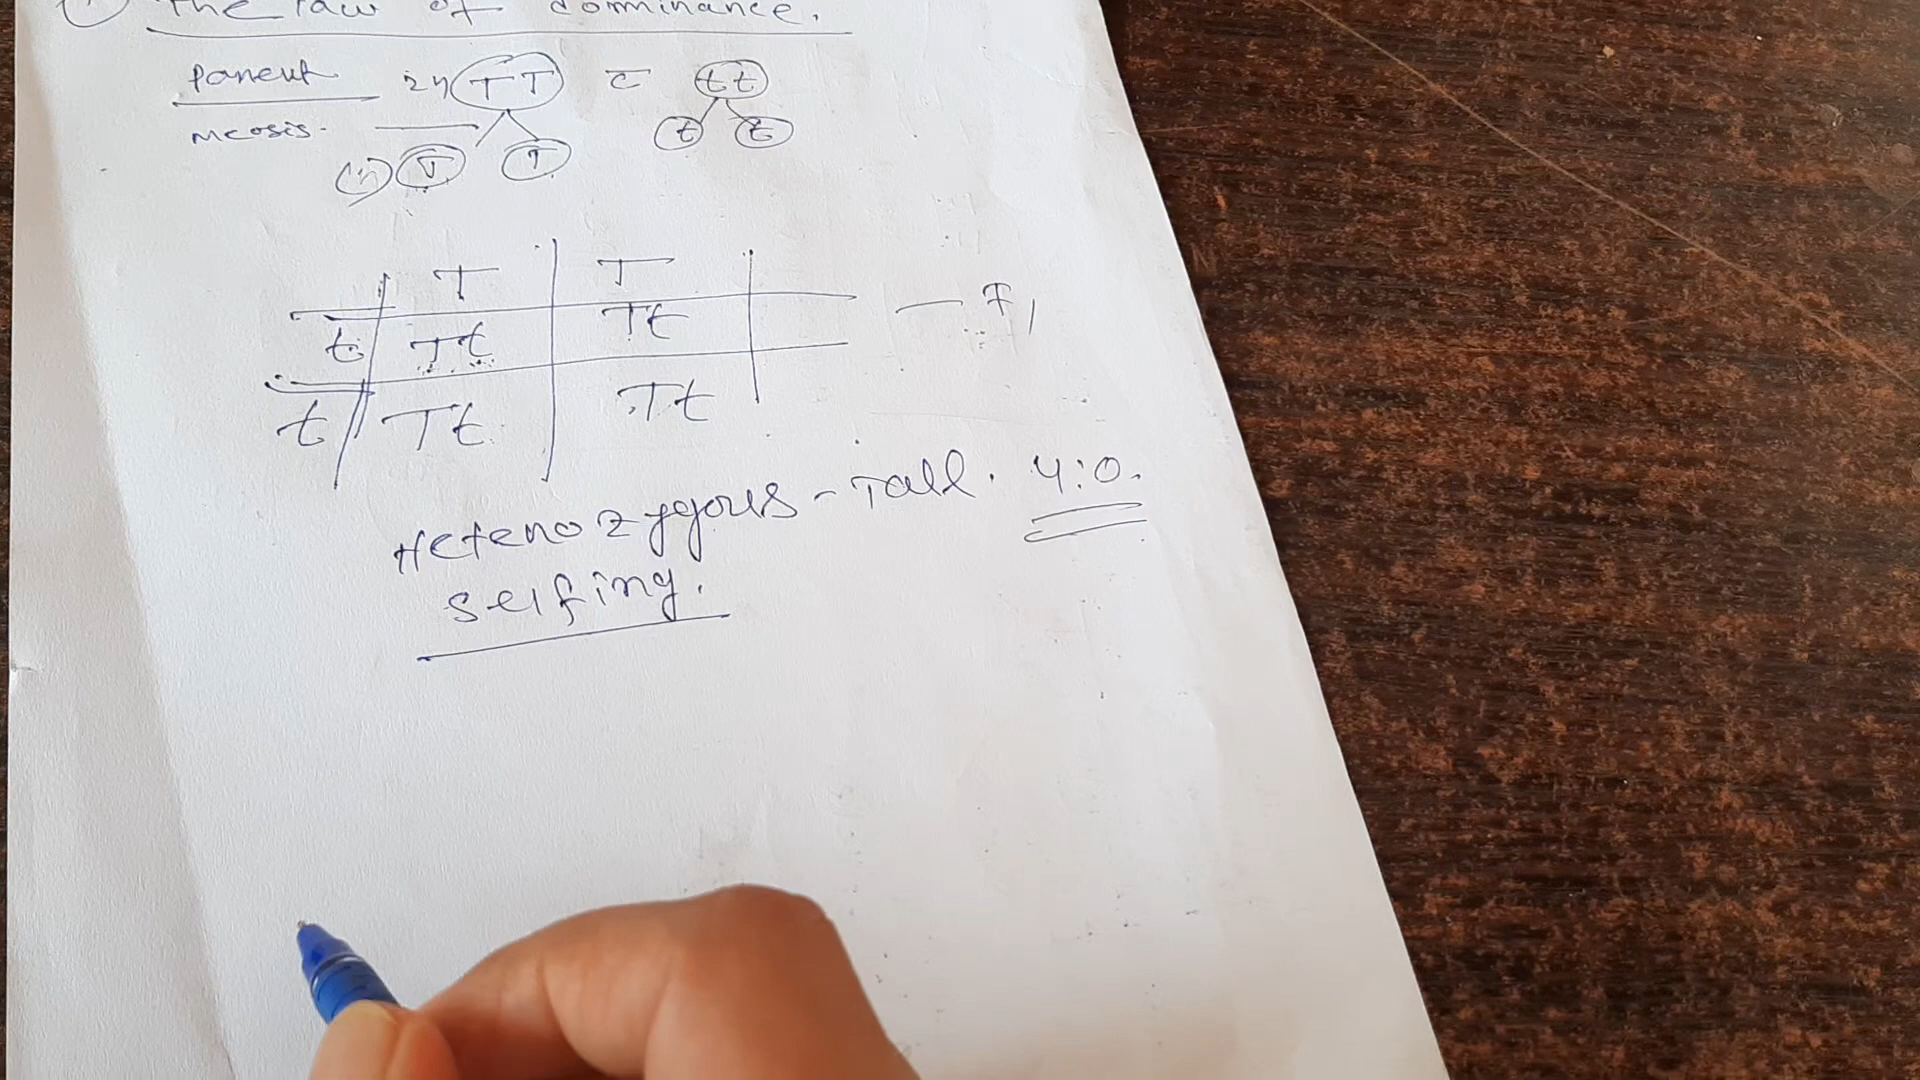 ① The law of dominance.
Parent 2n TT c tt
meosis. t t
(n) T T
T T
t Tt Tt — F1
t Tt Tt
Heterozygous - Tall. 4:0.
selfing.